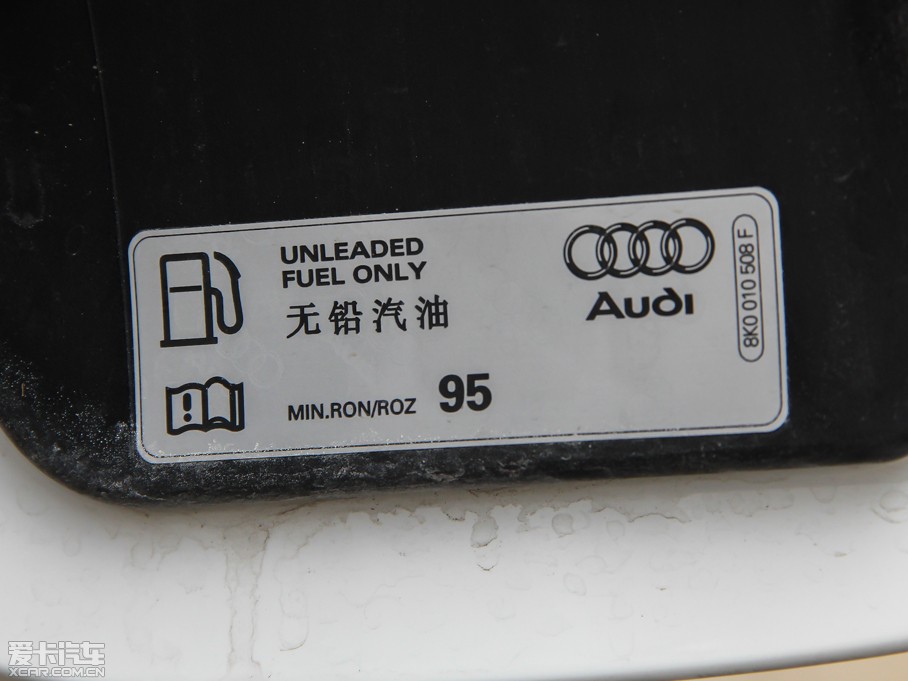 UNLEADED
FUEL ONLY
无铅汽油
MIN.RON/ROZ 95
Audi
8K0 010 508 F
爱卡汽车
XCAR.COM.CN